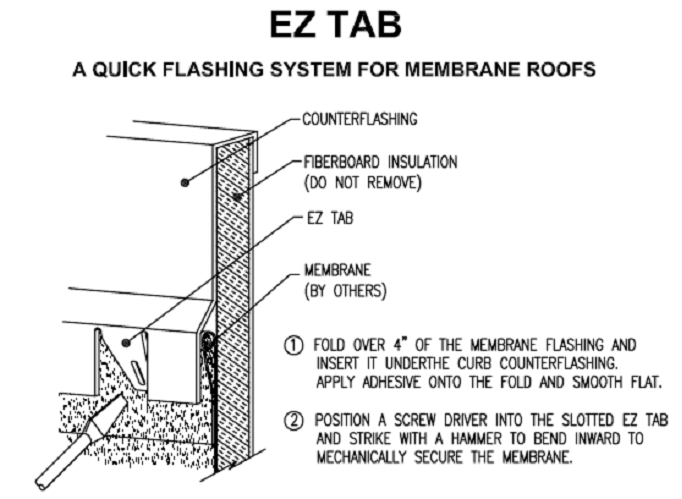 EZ TAB
A QUICK FLASHING SYSTEM FOR MEMBRANE ROOFS
COUNTERFLASHING
FIBERBOARD INSULATION
(DO NOT REMOVE)
EZ TAB
MEMBRANE
(BY OTHERS)
1 FOLD OVER 4" OF THE MEMBRANE FLASHING AND
INSERT IT UNDERTHE CURB COUNTERFLASHING.
APPLY ADHESIVE ONTO THE FOLD AND SMOOTH FLAT.
2 POSITION A SCREW DRIVER INTO THE SLOTTED EZ TAB
AND STRIKE WITH A HAMMER TO BEND INWARD TO
MECHANICALLY SECURE THE MEMBRANE.